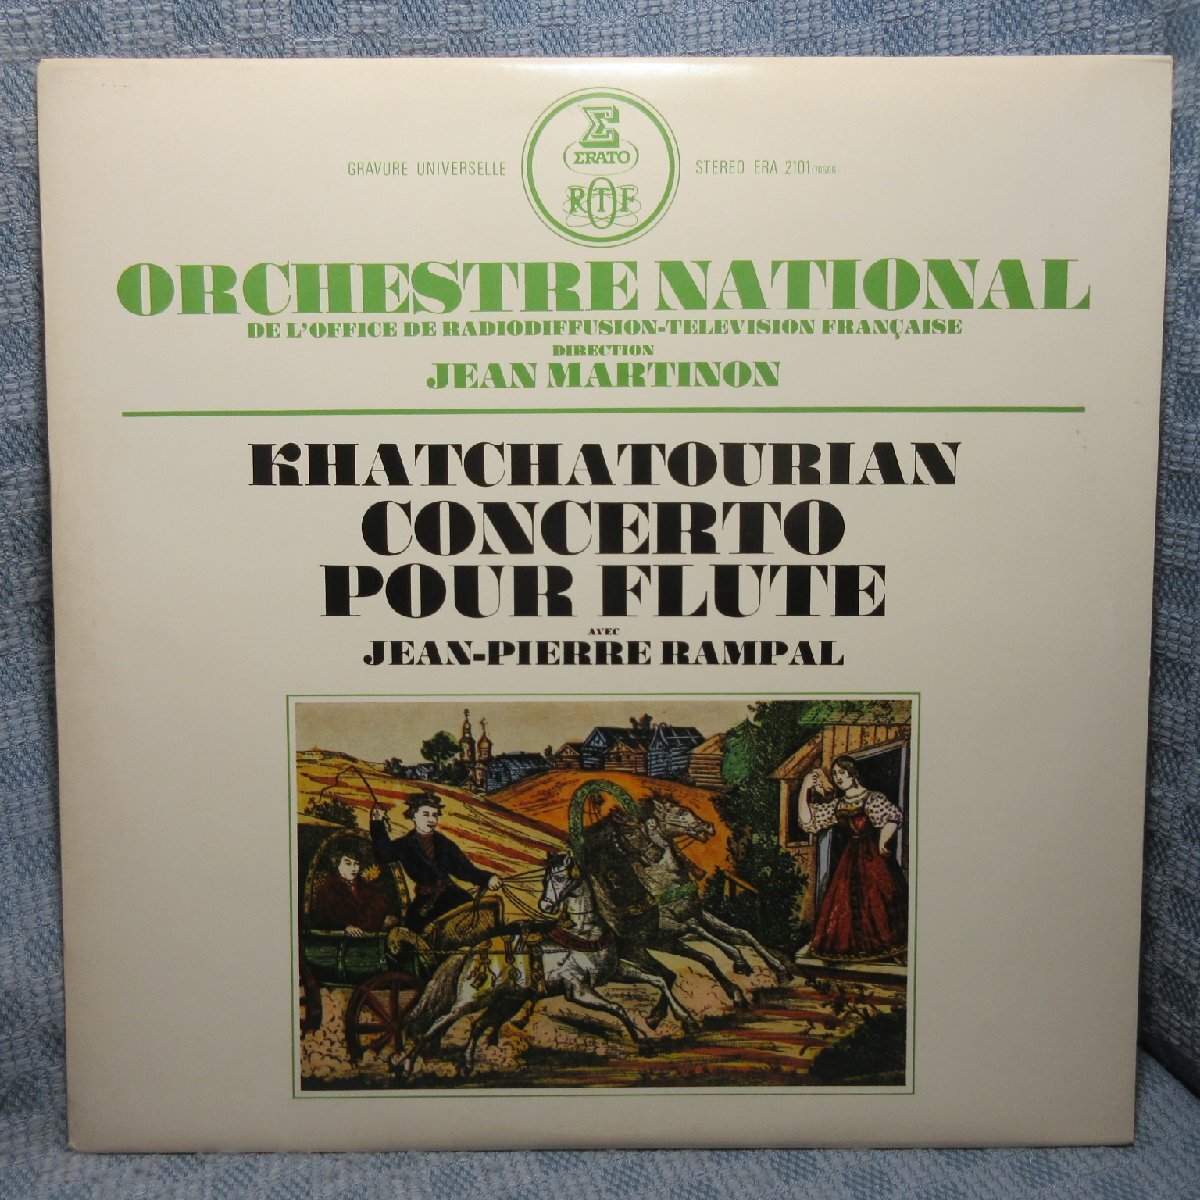 GRAVURE UNIVERSELLE
Σ
ERATO
RTF
STEREO ERA 2101
ORCHESTRE NATIONAL
DE L'OFFICE DE RADIODIFFUSION-TELEVISION FRANÇAISE
DIRECTION
JEAN MARTINON
KHATCHATOURIAN
CONCERTO
POUR FLUTE
AVEC
JEAN-PIERRE RAMPAL